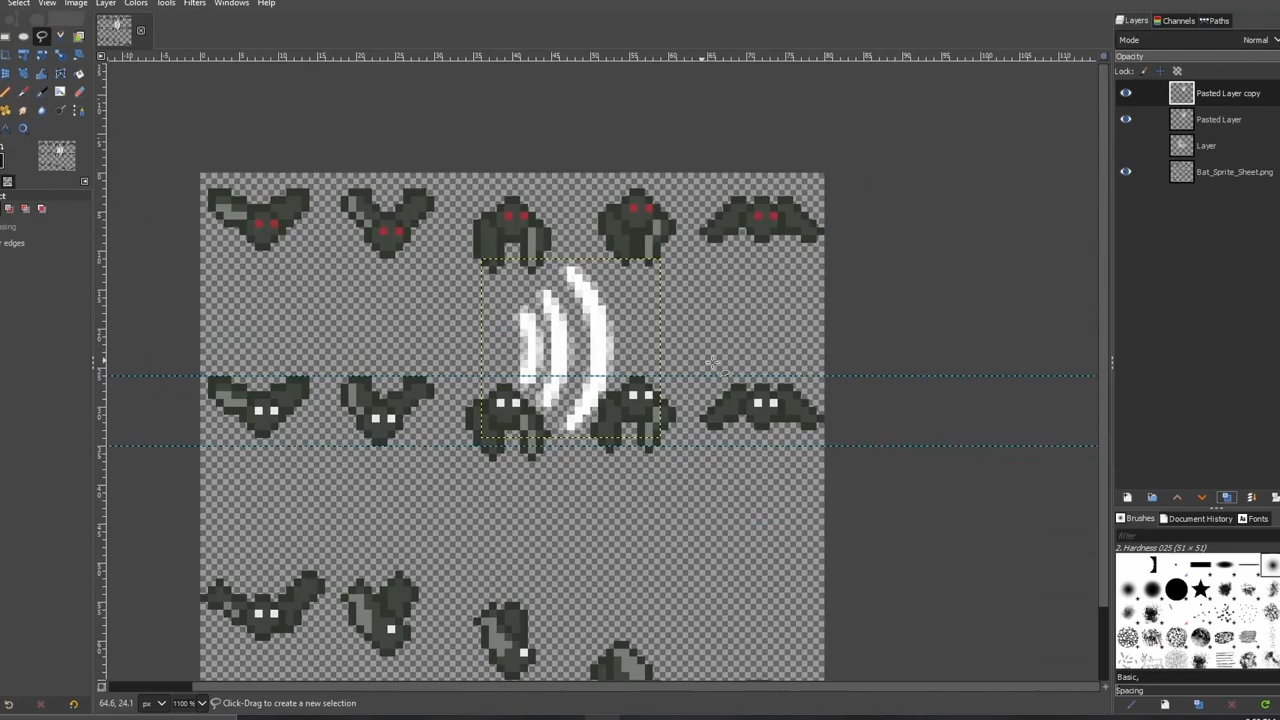 Select View Image Layer Colors Tools Filters Windows Help
Layers Channels Paths
Mode Normal
Opacity
Lock:
Pasted Layer copy
Pasted Layer
Layer
Bat_Sprite_Sheet.png
Brushes Document History Fonts
filter
2. Hardness 025 (51 × 51)
Basic,
Spacing
64.6, 24.1 px 1100 % Click-Drag to create a new selection